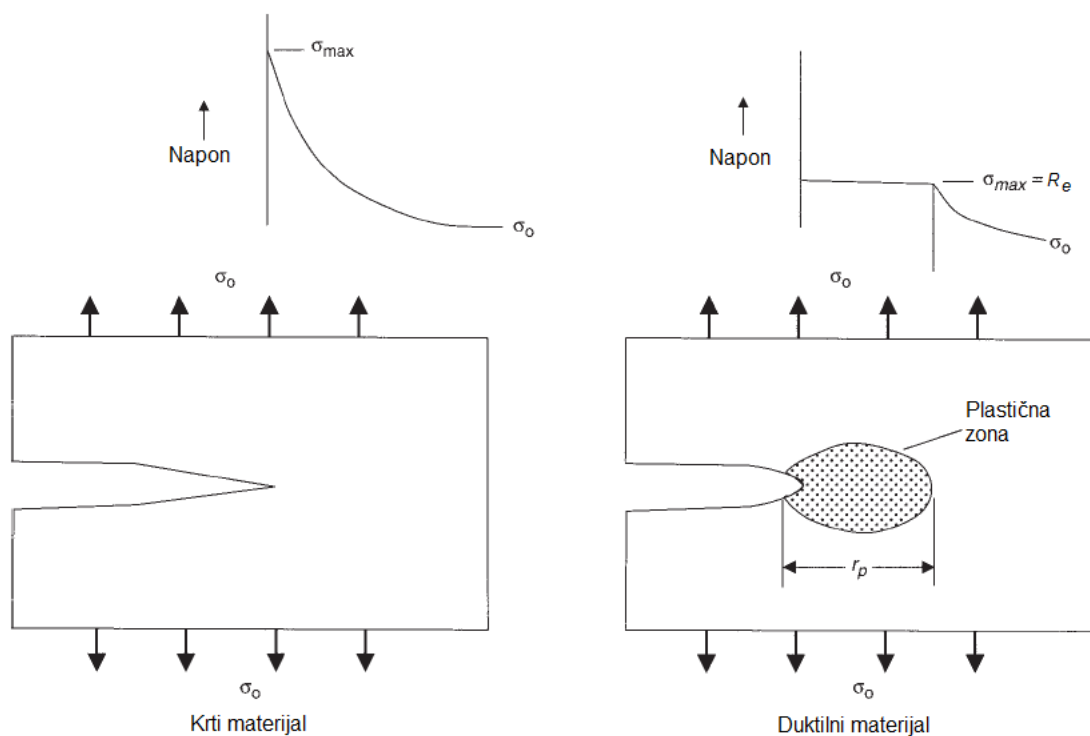 σmax
Napon
σo
σo
Krti materijal
σo
Napon
σmax = Re
σo
σo
Plastična
zona
rp
σo
Duktilni materijal